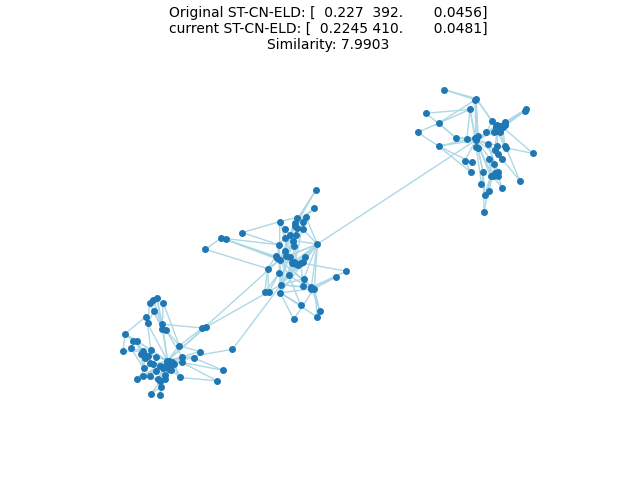 Original ST-CN-ELD: [  0.227  392.       0.0456]
current ST-CN-ELD: [  0.2245 410.       0.0481]
Similarity: 7.9903